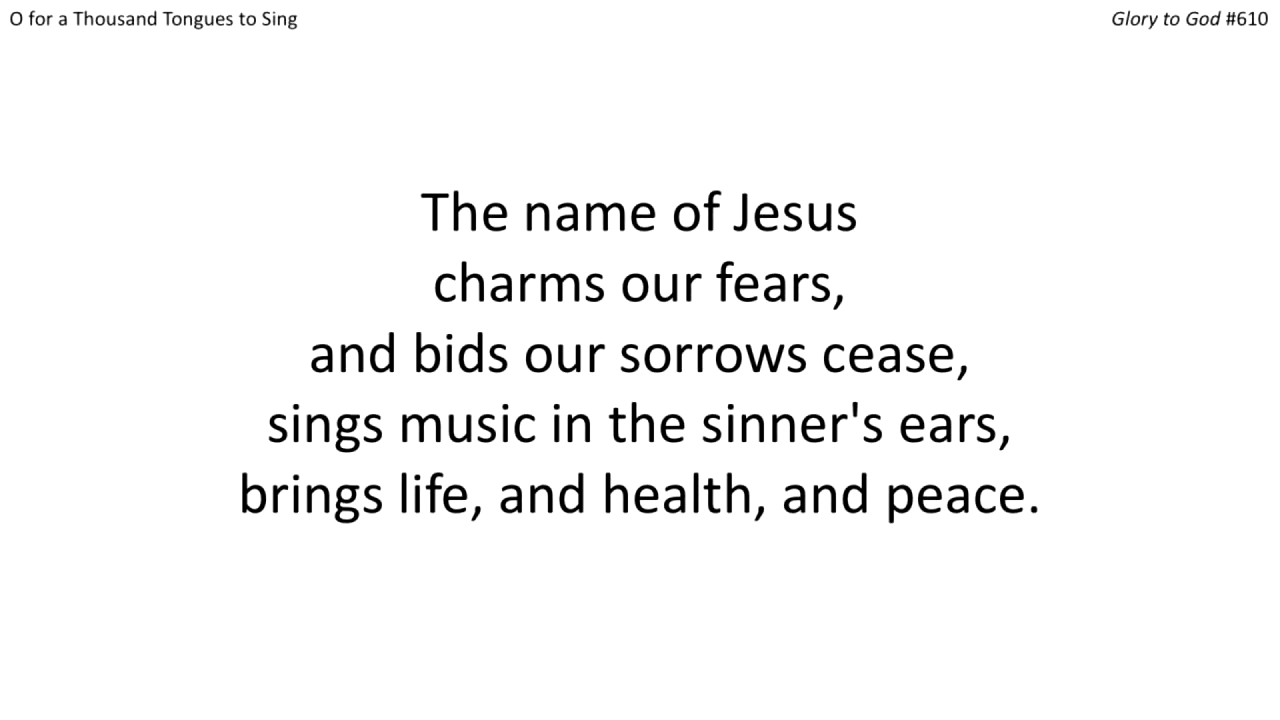 O for a Thousand Tongues to Sing
Glory to God #610
The name of Jesus
charms our fears,
and bids our sorrows cease,
sings music in the sinner's ears,
brings life, and health, and peace.